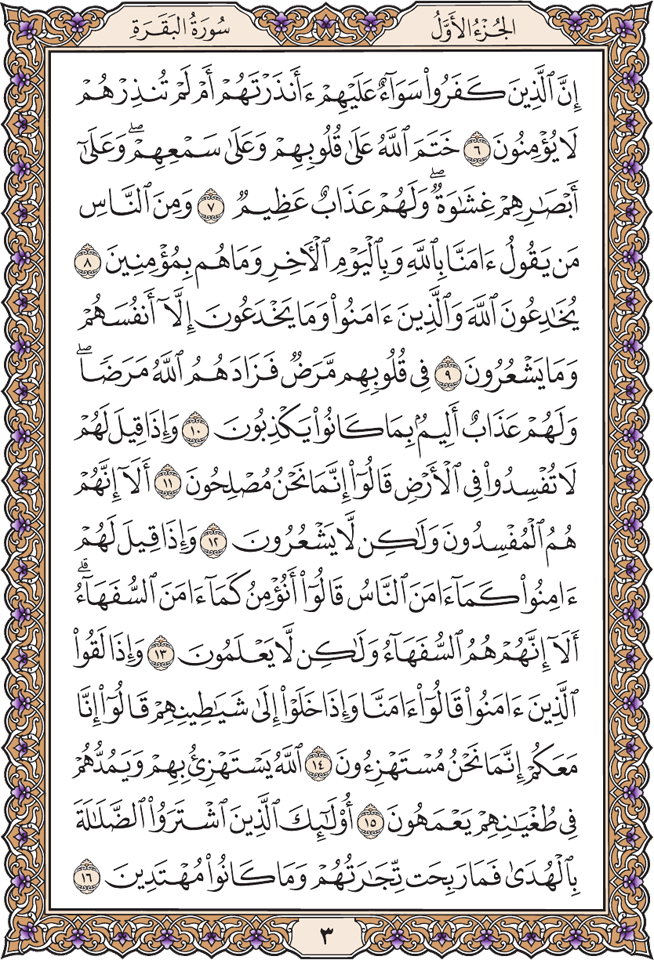 الجُزْءُ الأَوَّلُ
سُورَةُ البَقَرَةِ
إِنَّ ٱلَّذِينَ كَفَرُواْ سَوَآءٌ عَلَيۡهِمۡ ءَأَنذَرۡتَهُمۡ أَمۡ لَمۡ تُنذِرۡهُمۡ
لَا يُؤۡمِنُونَ ٦ خَتَمَ ٱللَّهُ عَلَىٰ قُلُوبِهِمۡ وَعَلَىٰ سَمۡعِهِمۡۖ وَعَلَىٰٓ
أَبۡصَٰرِهِمۡ غِشَٰوَةٞۖ وَلَهُمۡ عَذَابٌ عَظِيمٞ ٧ وَمِنَ ٱلنَّاسِ
مَن يَقُولُ ءَامَنَّا بِٱللَّهِ وَبِٱلۡيَوۡمِ ٱلۡأٓخِرِ وَمَا هُم بِمُؤۡمِنِينَ ٨
يُخَٰدِعُونَ ٱللَّهَ وَٱلَّذِينَ ءَامَنُواْ وَمَا يَخۡدَعُونَ إِلَّآ أَنفُسَهُمۡ
وَمَا يَشۡعُرُونَ ٩ فِي قُلُوبِهِم مَّرَضٞ فَزَادَهُمُ ٱللَّهُ مَرَضٗاۖ
وَلَهُمۡ عَذَابٌ أَلِيمُۢ بِمَا كَانُواْ يَكۡذِبُونَ ١٠ وَإِذَا قِيلَ لَهُمۡ
لَا تُفۡسِدُواْ فِي ٱلۡأَرۡضِ قَالُوٓاْ إِنَّمَا نَحۡنُ مُصۡلِحُونَ ١١ أَلَآ إِنَّهُمۡ
هُمُ ٱلۡمُفۡسِدُونَ وَلَٰكِن لَّا يَشۡعُرُونَ ١٢ وَإِذَا قِيلَ لَهُمۡ
ءَامِنُواْ كَمَآ ءَامَنَ ٱلنَّاسُ قَالُوٓاْ أَنُؤۡمِنُ كَمَآ ءَامَنَ ٱلسُّفَهَآءُۗ
أَلَآ إِنَّهُمۡ هُمُ ٱلسُّفَهَآءُ وَلَٰكِن لَّا يَعۡلَمُونَ ١٣ وَإِذَا لَقُواْ
ٱلَّذِينَ ءَامَنُواْ قَالُوٓاْ ءَامَنَّا وَإِذَا خَلَوۡاْ إِلَىٰ شَيَٰطِينِهِمۡ قَالُوٓاْ إِنَّا
مَعَكُمۡ إِنَّمَا نَحۡنُ مُسۡتَهۡزِءُونَ ١٤ ٱللَّهُ يَسۡتَهۡزِئُ بِهِمۡ وَيَمُدُّهُمۡ
فِي طُغۡيَٰنِهِمۡ يَعۡمَهُونَ ١٥ أُوْلَٰٓئِكَ ٱلَّذِينَ ٱشۡتَرَوُاْ ٱلضَّلَٰلَةَ
بِٱلۡهُدَىٰ فَمَا رَبِحَت تِّجَٰرَتُهُمۡ وَمَا كَانُواْ مُهۡتَدِينَ ١٦
٣